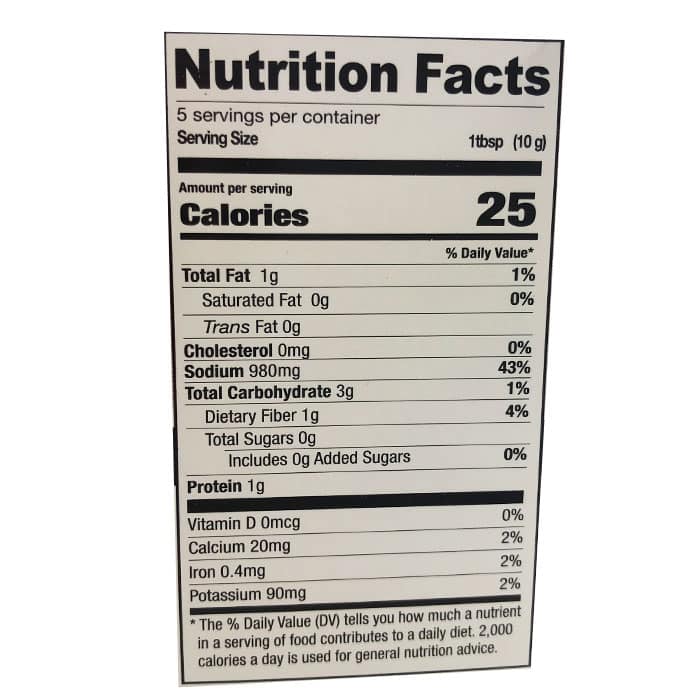 Nutrition Facts
5 servings per container
Serving Size 1tbsp (10 g)
Amount per serving
Calories 25
% Daily Value*
Total Fat 1g 1%
Saturated Fat 0g 0%
Trans Fat 0g
Cholesterol 0mg 0%
Sodium 980mg 43%
Total Carbohydrate 3g 1%
Dietary Fiber 1g 4%
Total Sugars 0g
Includes 0g Added Sugars 0%
Protein 1g
Vitamin D 0mcg 0%
Calcium 20mg 2%
Iron 0.4mg 2%
Potassium 90mg 2%
* The % Daily Value (DV) tells you how much a nutrient
in a serving of food contributes to a daily diet. 2,000
calories a day is used for general nutrition advice.